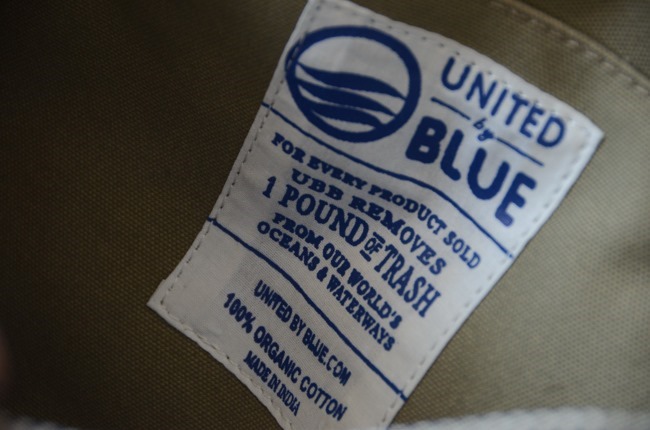 UNITED
by
BLUE
FOR EVERY PRODUCT SOLD
UBB REMOVES
1 POUND OF TRASH
FROM OUR WORLD'S
OCEANS & WATERWAYS
UNITED BY BLUE.COM
100% ORGANIC COTTON
MADE IN INDIA